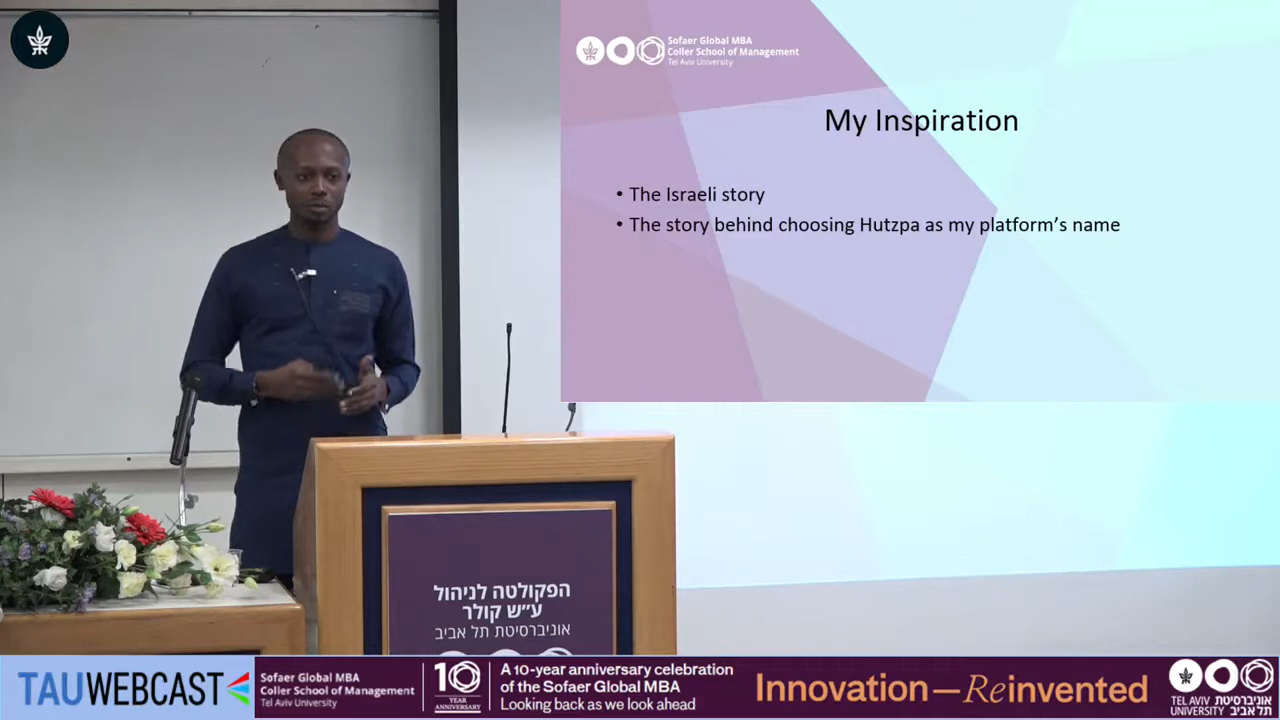 Sofaer Global MBA
Coller School of Management
Tel Aviv University
My Inspiration
• The Israeli story
• The story behind choosing Hutzpa as my platform’s name
הפקולטה לניהול
ע״ש קולר
אוניברסיטת תל אביב
TAUWEBCAST
Sofaer Global MBA
Coller School of Management
Tel Aviv University
10
YEAR
ANNIVERSARY
A 10-year anniversary celebration
of the Sofaer Global MBA
Looking back as we look ahead
Innovation—Reinvented
TEL AVIV אוניברסיטת
UNIVERSITY תל אביב